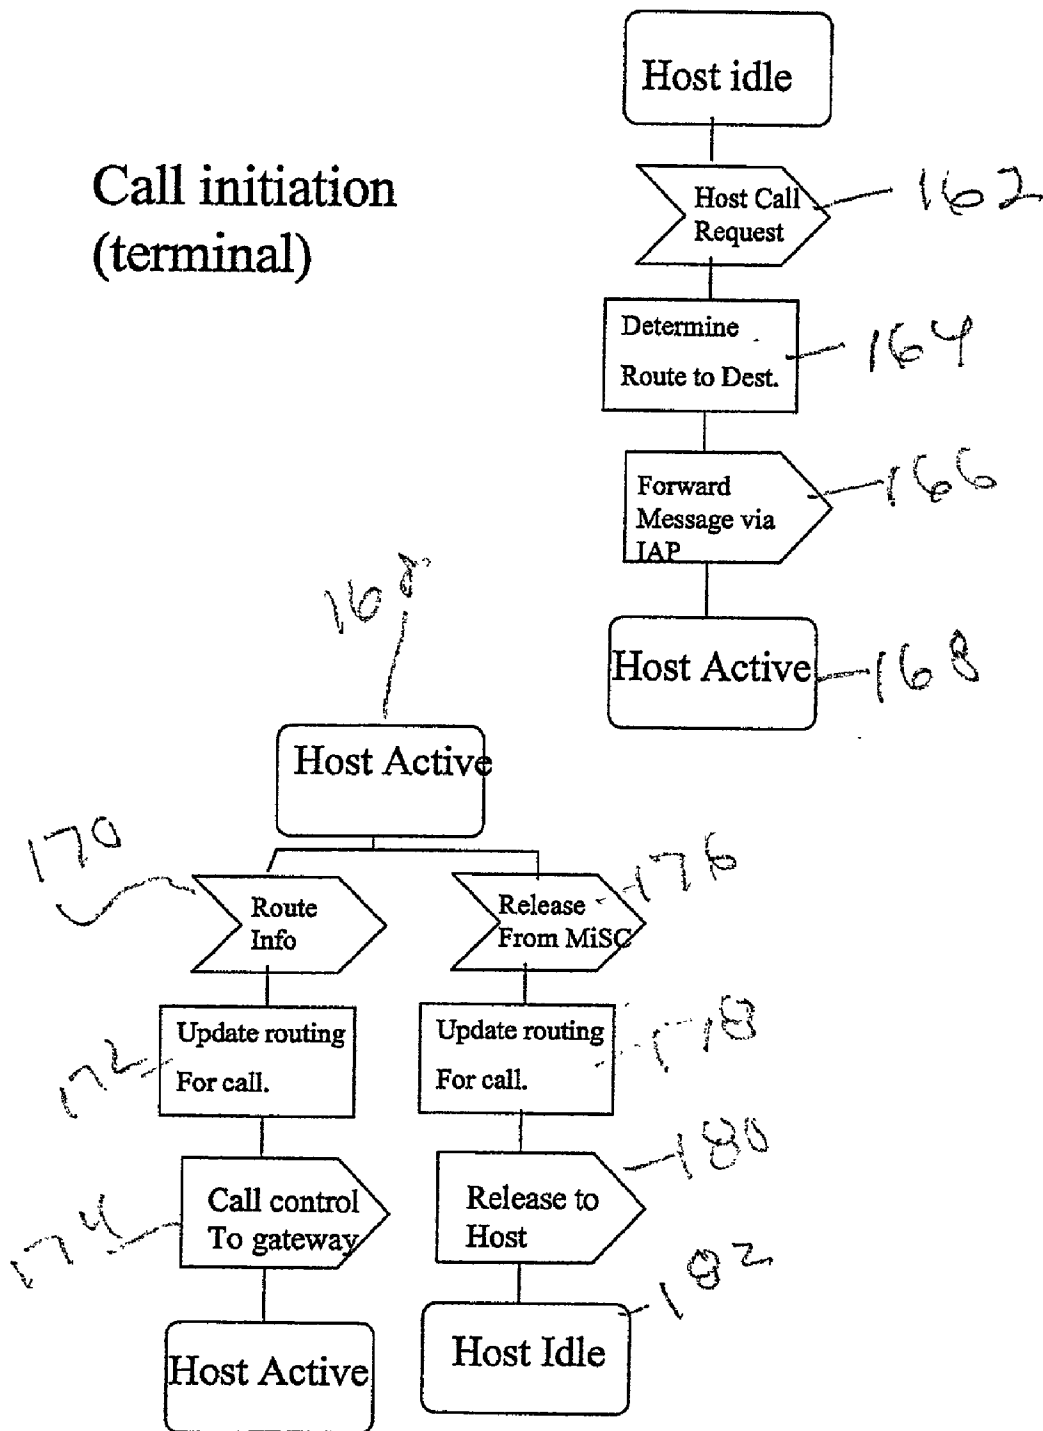 Host idle
Call initiation
(terminal)
Host Call
Request
162
Determine
Route to Dest.
164
Forward
Message via
IAP
166
Host Active
168
168
Host Active
170
Route
Info
Release
From MiSC
176
Update routing
For call.
172
Update routing
For call.
178
Call control
To gateway
174
Release to
Host
180
Host Active
Host Idle
182